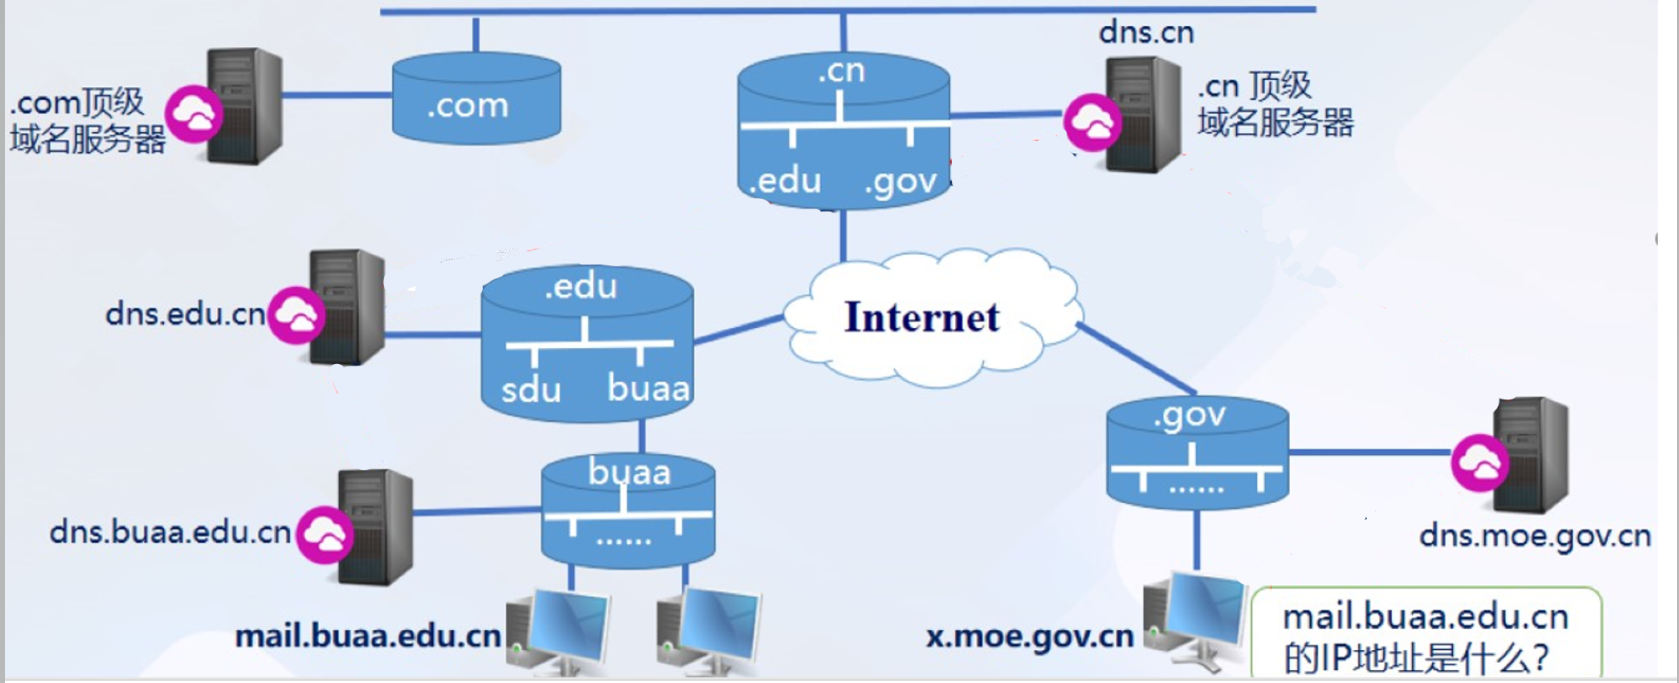 dns.cn
.com顶级
域名服务器
.com
.cn
.edu .gov
.cn 顶级
域名服务器
dns.edu.cn
.edu
sdu buaa
Internet
.gov
......
dns.moe.gov.cn
dns.buaa.edu.cn
buaa
......
mail.buaa.edu.cn
x.moe.gov.cn
mail.buaa.edu.cn
的IP地址是什么?